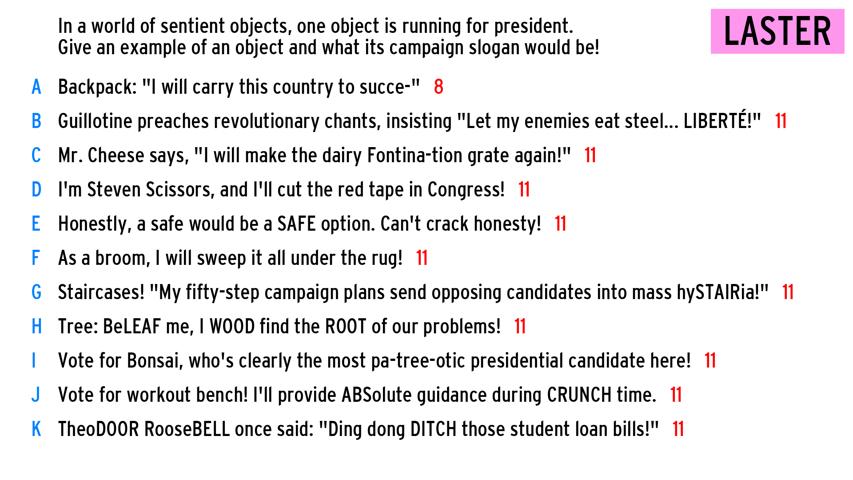 In a world of sentient objects, one object is running for president.
Give an example of an object and what its campaign slogan would be!
LASTER
A Backpack: "I will carry this country to succe-" 8
B Guillotine preaches revolutionary chants, insisting "Let my enemies eat steel... LIBERTÉ!" 11
C Mr. Cheese says, "I will make the dairy Fontina-tion grate again!" 11
D I'm Steven Scissors, and I'll cut the red tape in Congress! 11
E Honestly, a safe would be a SAFE option. Can't crack honesty! 11
F As a broom, I will sweep it all under the rug! 11
G Staircases! "My fifty-step campaign plans send opposing candidates into mass hySTAIRia!" 11
H Tree: BeLEAF me, I WOOD find the ROOT of our problems! 11
I Vote for Bonsai, who's clearly the most pa-tree-otic presidential candidate here! 11
J Vote for workout bench! I'll provide ABSolute guidance during CRUNCH time. 11
K TheoDOOR RooseBELL once said: "Ding dong DITCH those student loan bills!" 11